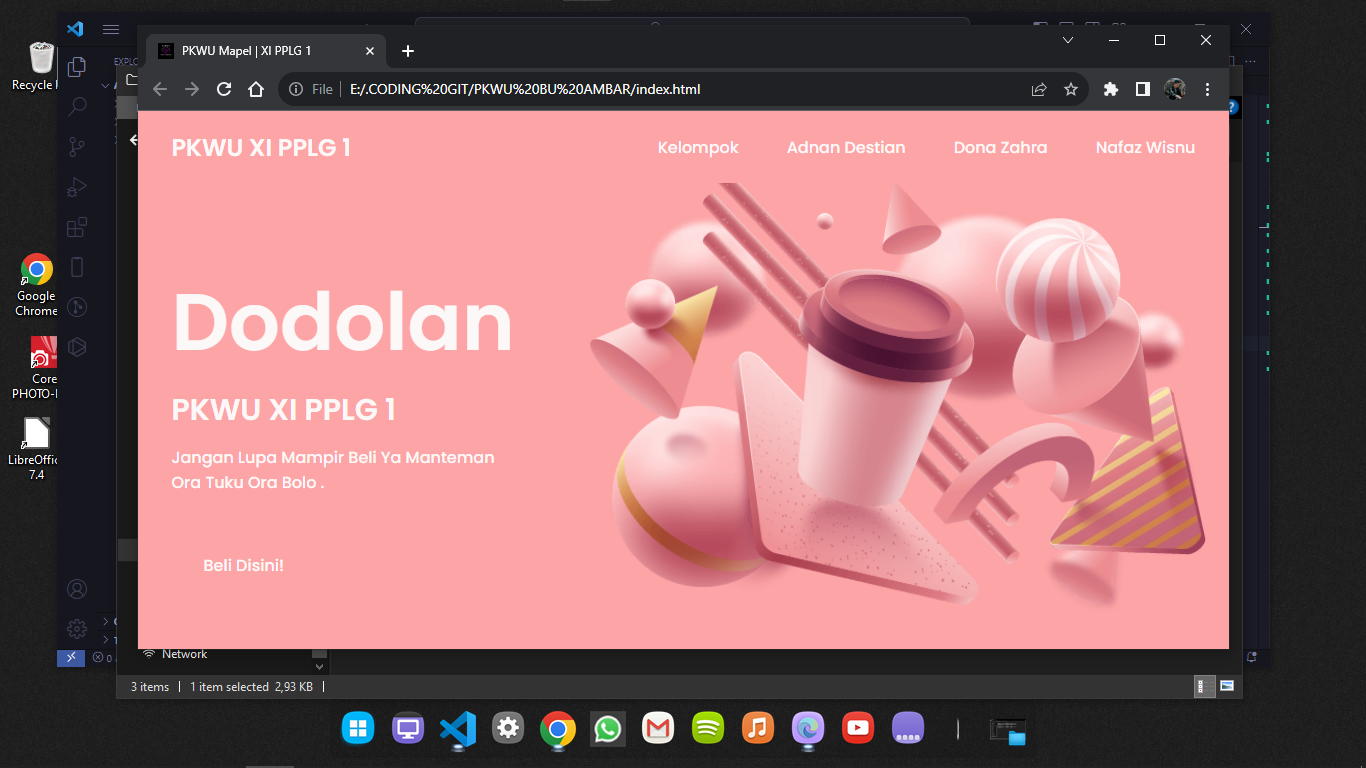 Recycle
EXPLO
PKWU Mapel | XI PPLG 1
File
E:/.CODING%20GIT/PKWU%20BU%20AMBAR/index.html
PKWU XI PPLG 1
Kelompok
Adnan Destian
Dona Zahra
Nafaz Wisnu
Dodolan
PKWU XI PPLG 1
Jangan Lupa Mampir Beli Ya Manteman
Ora Tuku Ora Bolo .
Beli Disini!
Google
Chrome
Core
PHOTO-
LibreOffic
7.4
0
Network
3 items
1 item selected 2,93 KB